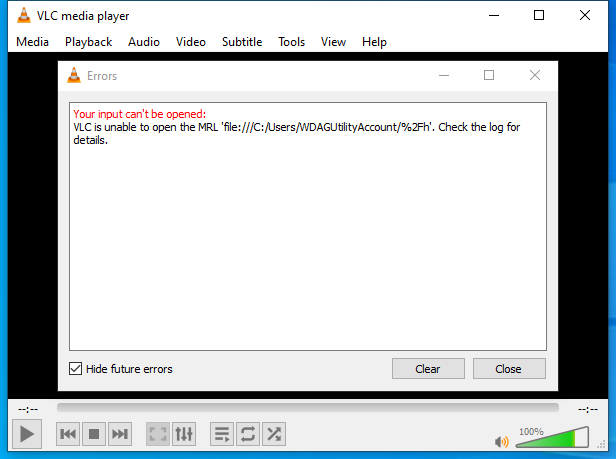 VLC media player
Media Playback Audio Video Subtitle Tools View Help
Errors
Your input can't be opened:
VLC is unable to open the MRL 'file:///C:/Users/WDAGUtilityAccount/%2Fh'. Check the log for
details.
Hide future errors
Clear
Close
--:--
--:--
100%